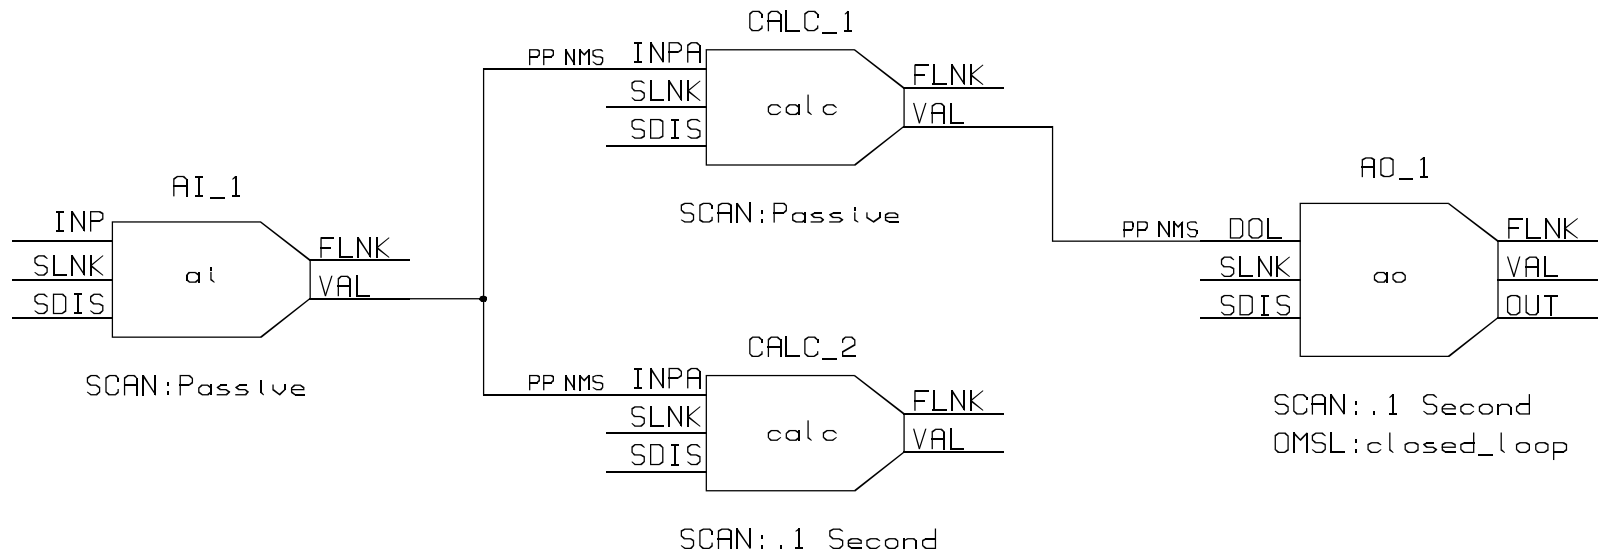 CALC_1
PP NMS INPA
SLNK
SDIS
calc
FLNK
VAL
SCAN:Passive
AI_1
INP
SLNK
SDIS
ai
FLNK
VAL
SCAN:Passive
CALC_2
PP NMS INPA
SLNK
SDIS
calc
FLNK
VAL
SCAN:.1 Second
AO_1
PP NMS DOL
SLNK
SDIS
ao
FLNK
VAL
OUT
SCAN:.1 Second
OMSL:closed_loop